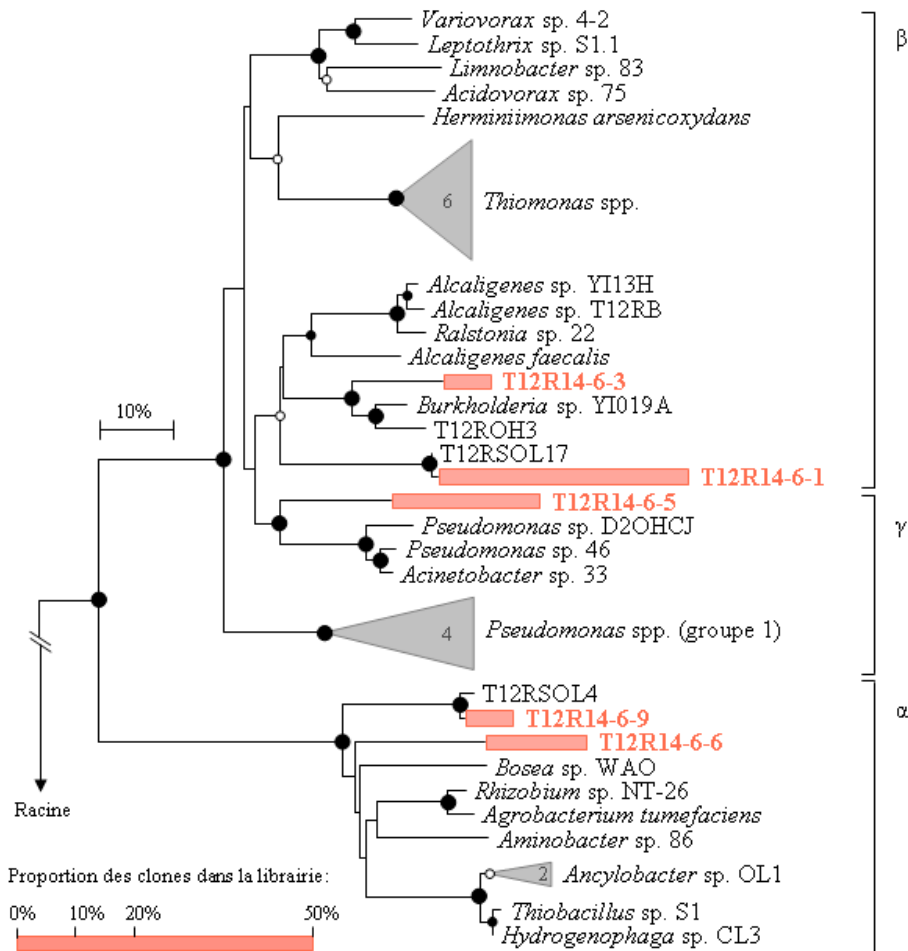 Variovorax sp. 4-2
β
Leptothrix sp. S1.1
Limnobacter sp. 83
Acidovorax sp. 75
Herminiimonas arsenicoxydans
6
Thiomonas spp.
Alcaligenes sp. YI13H
Alcaligenes sp. T12RB
Ralstonia sp. 22
Alcaligenes faecalis
T12R14-6-3
Burkholderia sp. YI019A
10%
T12ROH3
T12RSOL17
T12R14-6-1
T12R14-6-5
γ
Pseudomonas sp. D2OHCJ
Pseudomonas sp. 46
Acinetobacter sp. 33
4
Pseudomonas spp. (groupe 1)
T12RSOL4
α
T12R14-6-9
T12R14-6-6
Bosea sp. WAO
Rhizobium sp. NT-26
Racine
Agrobacterium tumefaciens
Aminobacter sp. 86
Proportion des clones dans la librairie:
2
Ancylobacter sp. OL1
0% 10% 20% 50%
Thiobacillus sp. S1
Hydrogenophaga sp. CL3